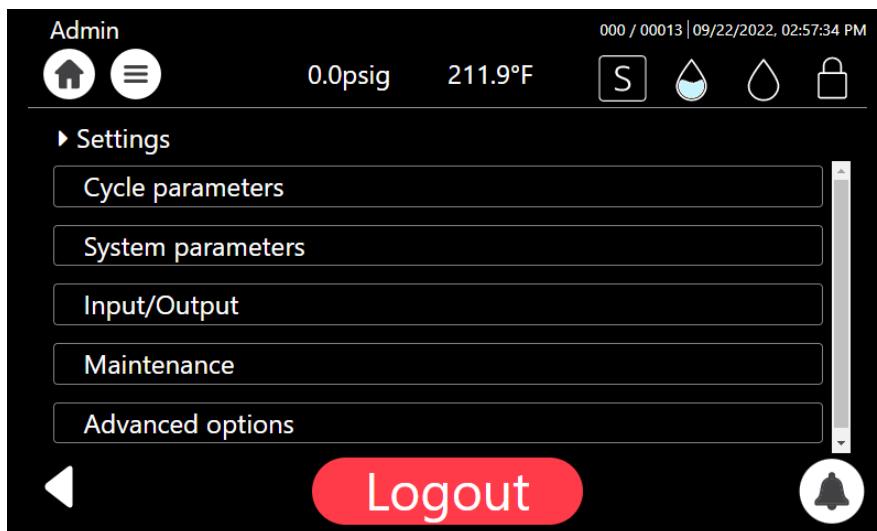 Admin
000 / 00013 | 09/22/2022, 02:57:34 PM
0.0psig 211.9°F S
Settings
Cycle parameters
System parameters
Input/Output
Maintenance
Advanced options
Logout